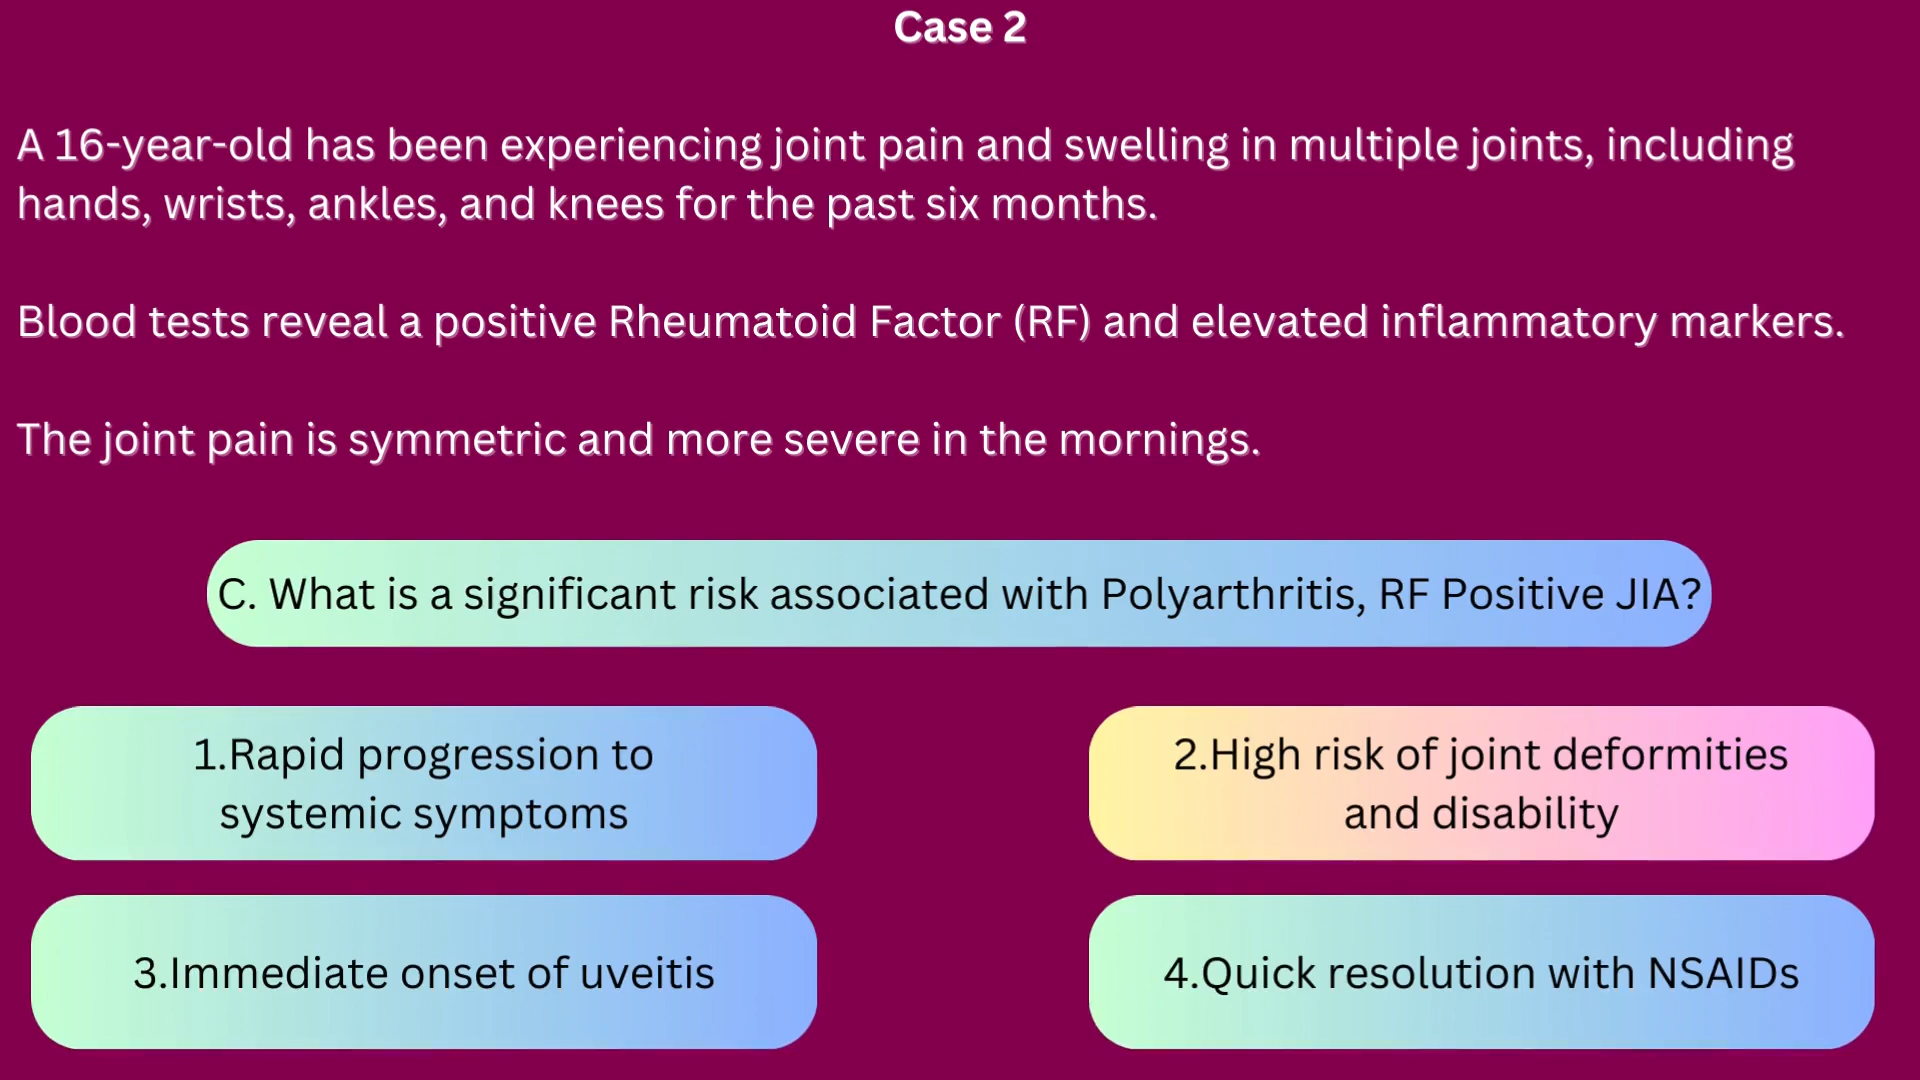 Case 2
A 16-year-old has been experiencing joint pain and swelling in multiple joints, including
hands, wrists, ankles, and knees for the past six months.
Blood tests reveal a positive Rheumatoid Factor (RF) and elevated inflammatory markers.
The joint pain is symmetric and more severe in the mornings.
C. What is a significant risk associated with Polyarthritis, RF Positive JIA?
1.Rapid progression to
systemic symptoms
2.High risk of joint deformities
and disability
3.Immediate onset of uveitis
4.Quick resolution with NSAIDs